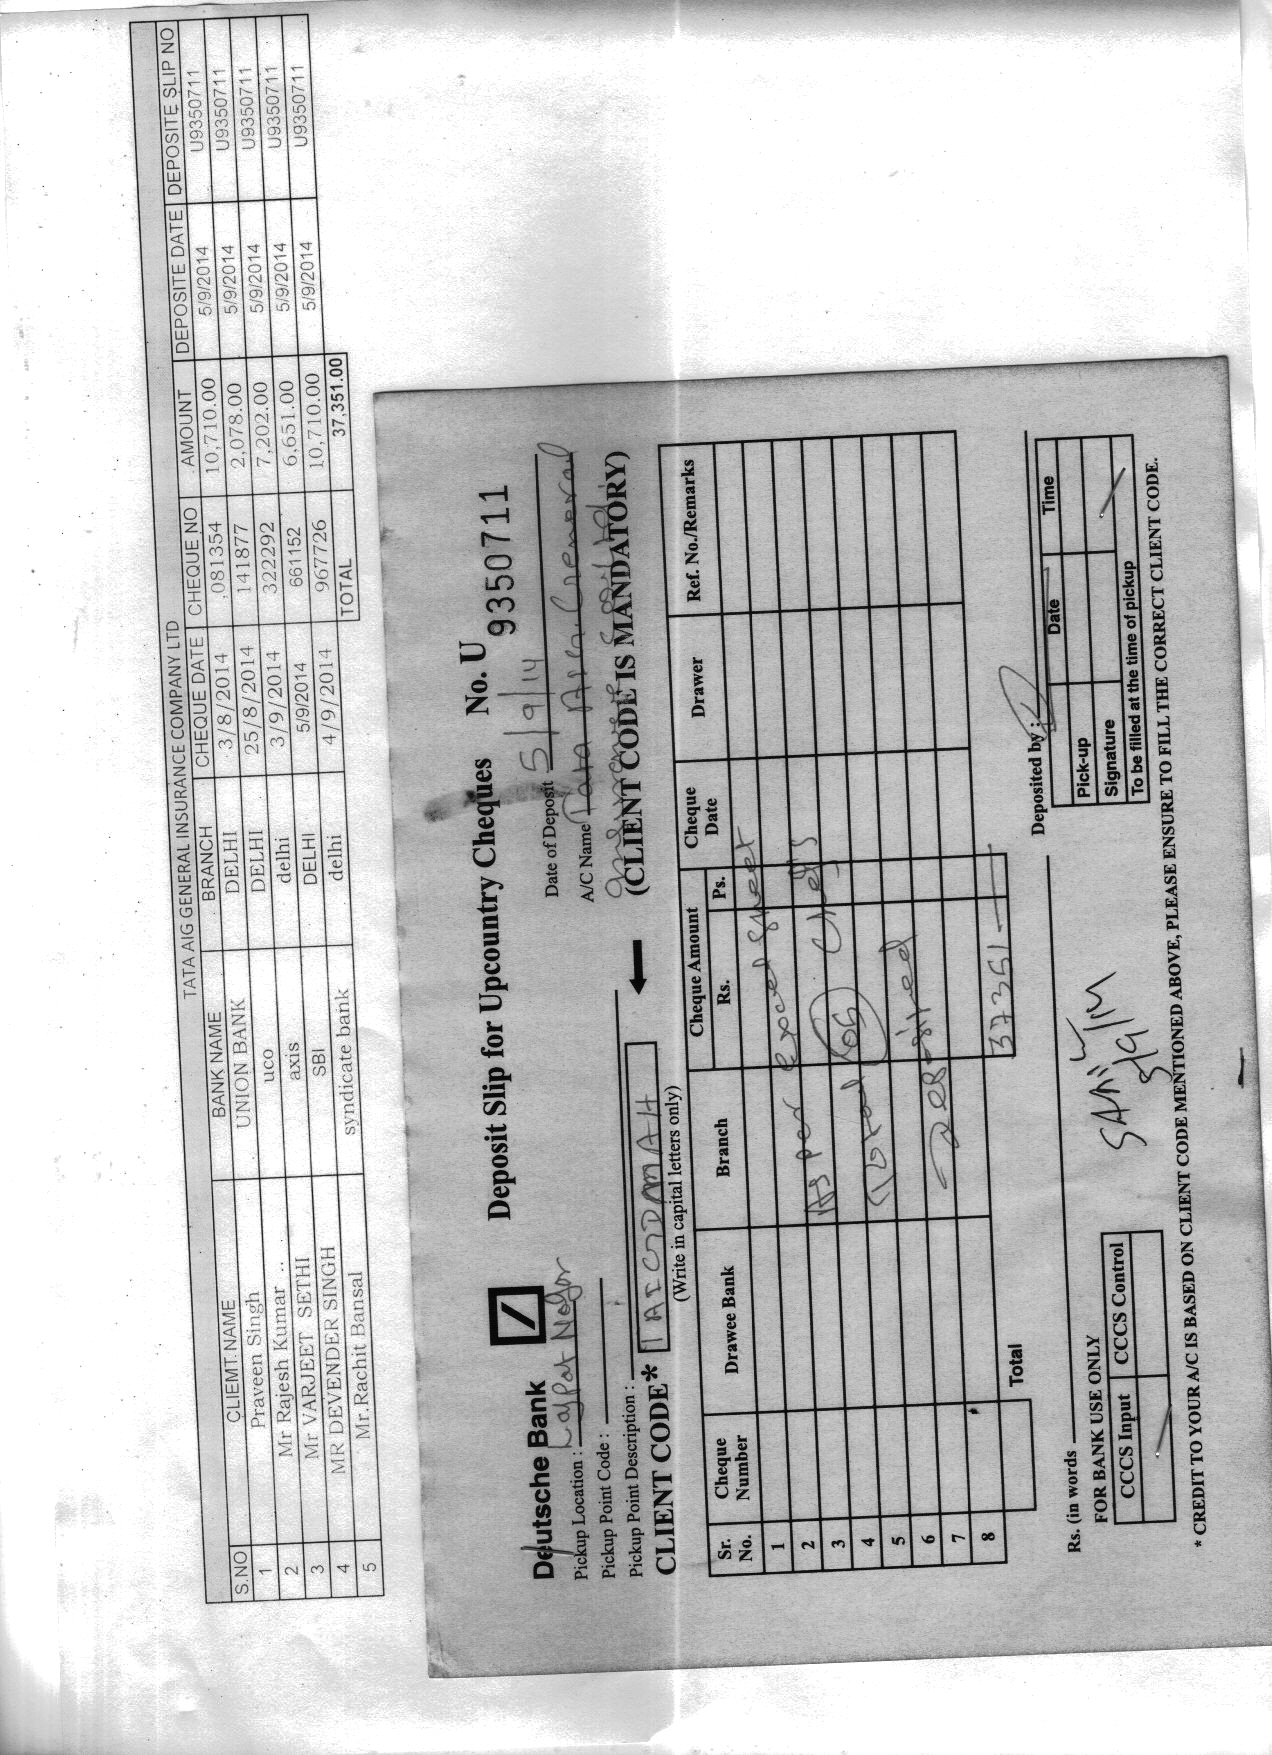 TATA AIG GENERAL INSURANCE COMPANY LTD
S.NO CLIEMT NAME BANK NAME BRANCH CHEQUE DATE CHEQUE NO AMOUNT DEPOSITE DATE DEPOSITE SLIP NO
1 Praveen Singh UNION BANK DELHI 3/8/2014 081354 10,710.00 5/9/2014 U9350711
2 Mr Rajesh Kumar uco DELHI 25/8/2014 141877 2,078.00 5/9/2014 U9350711
3 Mr VARJEET SETHI axis delhi 3/9/2014 322292 7,202.00 5/9/2014 U9350711
4 MR DEVENDER SINGH SBI DELHI 5/9/2014 661152 6,651.00 5/9/2014 U9350711
5 Mr.Rachit Bansal syndicate bank delhi 4/9/2014 967726 10,710.00 5/9/2014 U9350711
TOTAL 37,351.00
Deutsche Bank Deposit Slip for Upcountry Cheques No. U 9350711
Pickup Location : Lajpat Nagar Date of Deposit 5/9/14
Pickup Point Code : A/C Name Tata AIG General
Pickup Point Description : Insurance
CLIENT CODE* TAIGDMAH (CLIENT CODE IS MANDATORY)
(Write in capital letters only)
Sr. No. Cheque Number Drawee Bank Branch Cheque Amount Rs. Ps. Cheque Date Drawer Ref. No./Remarks
1
2 As per excel sheet
3
4 Total 05 Chq's
5
6 deposited
7
8
Total 37351
Rs. (in words Deposited by :
FOR BANK USE ONLY
CCCS Input CCCS Control
5/9/14
Pick-up Date Time
Signature
To be filled at the time of pickup
* CREDIT TO YOUR A/C IS BASED ON CLIENT CODE MENTIONED ABOVE, PLEASE ENSURE TO FILL THE CORRECT CLIENT CODE.